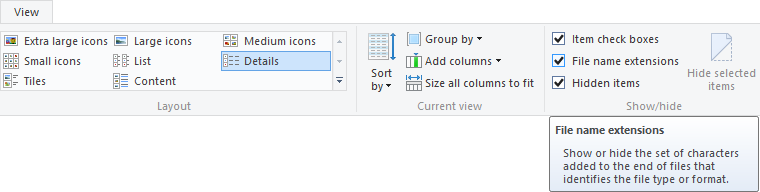 View
Extra large icons
Large icons
Medium icons
Small icons
List
Details
Tiles
Content
Layout
Sort
by
Group by
Add columns
Size all columns to fit
Current view
Item check boxes
File name extensions
Hidden items
Hide selected
items
Show/hide
File name extensions
Show or hide the set of characters
added to the end of files that
identifies the file type or format.